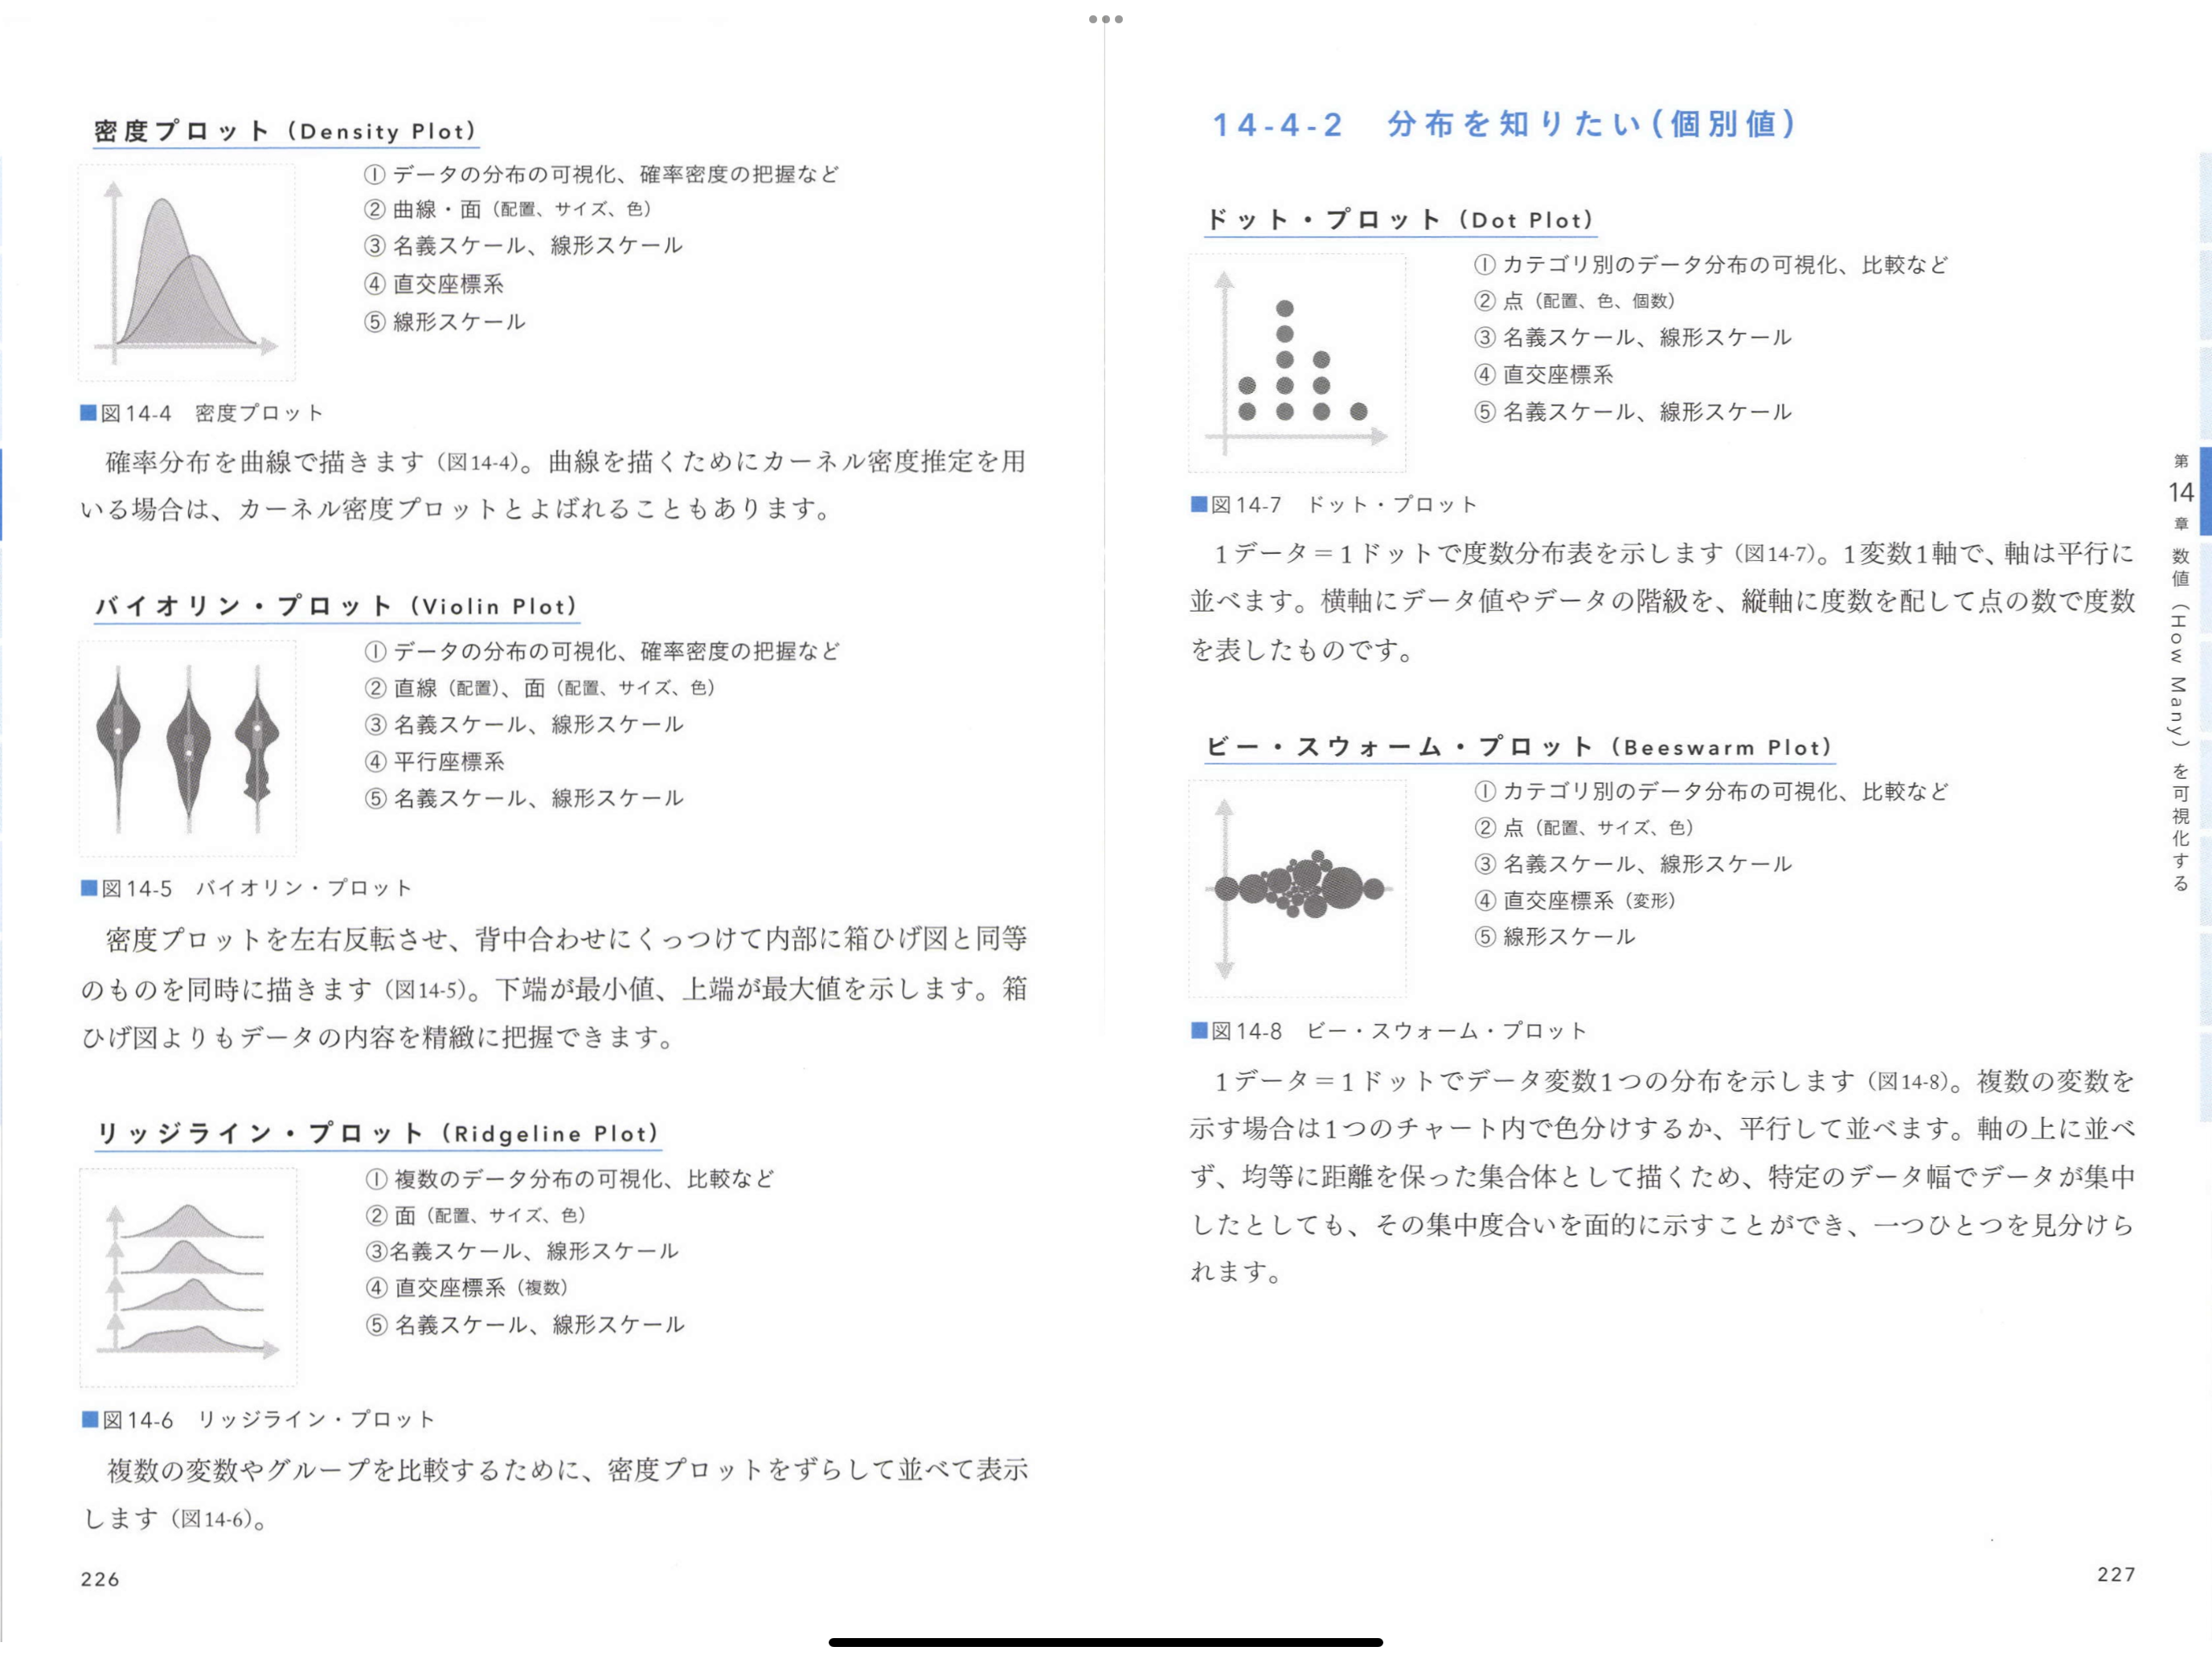 密度プロット（Density Plot）
① データの分布の可視化、確率密度の把握など
② 曲線・面（配置、サイズ、色）
③ 名義スケール、線形スケール
④ 直交座標系
⑤ 線形スケール
■図14-4　密度プロット
確率分布を曲線で描きます（図14-4）。曲線を描くためにカーネル密度推定を用
いる場合は、カーネル密度プロットとよばれることもあります。
バイオリン・プロット（Violin Plot）
① データの分布の可視化、確率密度の把握など
② 直線（配置）、面（配置、サイズ、色）
③ 名義スケール、線形スケール
④ 平行座標系
⑤ 名義スケール、線形スケール
■図14-5　バイオリン・プロット
密度プロットを左右反転させ、背中合わせにくっつけて内部に箱ひげ図と同等
のものを同時に描きます（図14-5）。下端が最小値、上端が最大値を示します。箱
ひげ図よりもデータの内容を精緻に把握できます。
リッジライン・プロット（Ridgeline Plot）
① 複数のデータ分布の可視化、比較など
② 面（配置、サイズ、色）
③名義スケール、線形スケール
④ 直交座標系（複数）
⑤ 名義スケール、線形スケール
■図14-6　リッジライン・プロット
複数の変数やグループを比較するために、密度プロットをずらして並べて表示
します（図14-6）。
226
14-4-2　分布を知りたい（個別値）
ドット・プロット（Dot Plot）
① カテゴリ別のデータ分布の可視化、比較など
② 点（配置、色、個数）
③ 名義スケール、線形スケール
④ 直交座標系
⑤ 名義スケール、線形スケール
■図14-7　ドット・プロット
1データ＝1ドットで度数分布表を示します（図14-7）。1変数1軸で、軸は平行に
並べます。横軸にデータ値やデータの階級を、縦軸に度数を配して点の数で度数
を表したものです。
ビー・スウォーム・プロット（Beeswarm Plot）
① カテゴリ別のデータ分布の可視化、比較など
② 点（配置、サイズ、色）
③ 名義スケール、線形スケール
④ 直交座標系（変形）
⑤ 線形スケール
■図14-8　ビー・スウォーム・プロット
1データ＝1ドットでデータ変数1つの分布を示します（図14-8）。複数の変数を
示す場合は1つのチャート内で色分けするか、平行して並べます。軸の上に並べ
ず、均等に距離を保った集合体として描くため、特定のデータ幅でデータが集中
したとしても、その集中度合いを面的に示すことができ、一つひとつを見分けら
れます。
第14章 数値（How Many）を可視化する
227